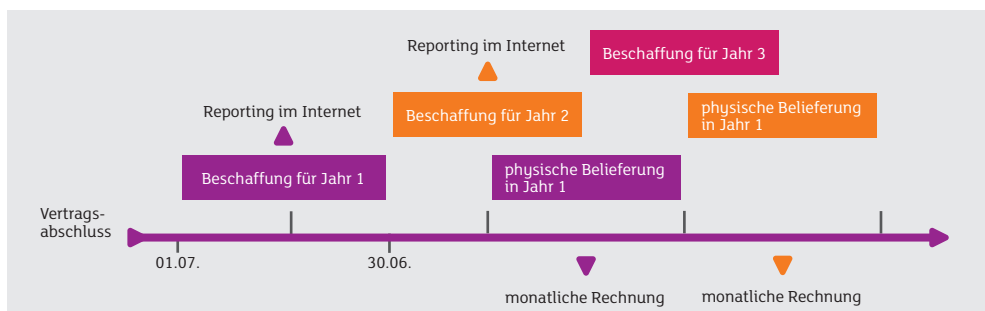 Reporting im Internet
Beschaffung für Jahr 3
Reporting im Internet
Beschaffung für Jahr 2
physische Belieferung
in Jahr 1
Beschaffung für Jahr 1
physische Belieferung
in Jahr 1
Vertrags-
abschluss
01.07.
30.06.
monatliche Rechnung
monatliche Rechnung